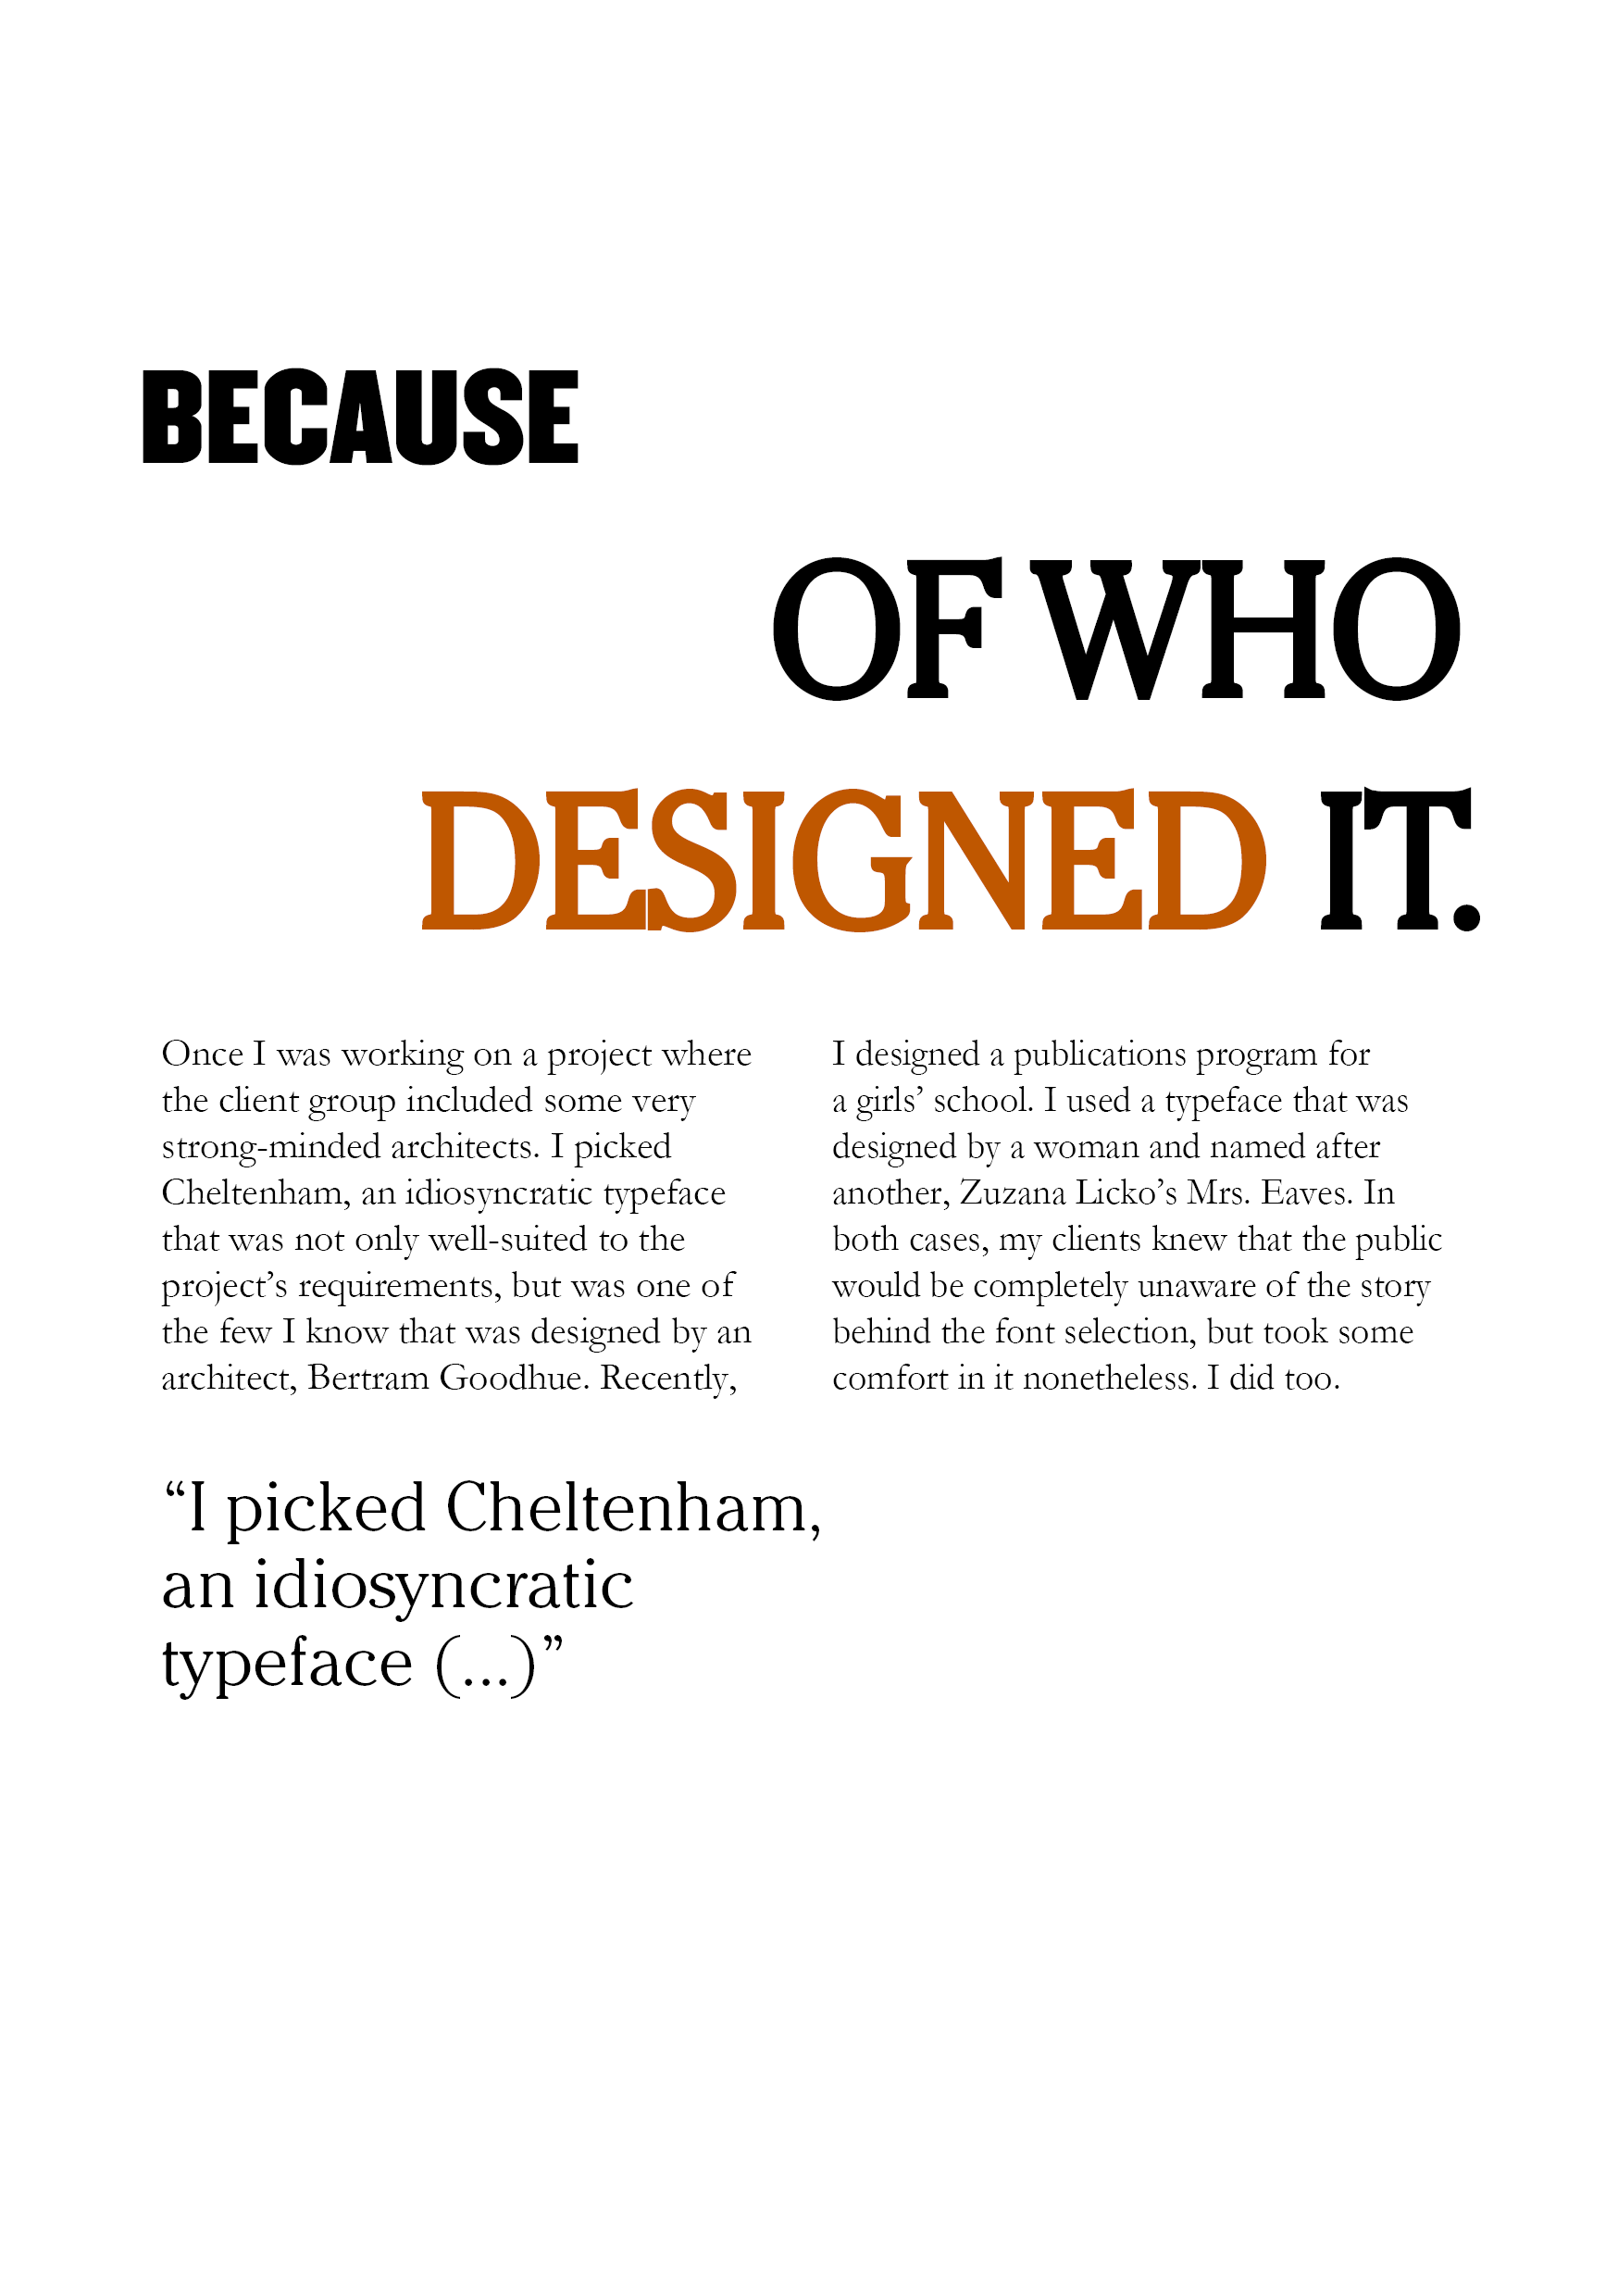 BECAUSE
OF WHO
DESIGNED IT.
Once I was working on a project where
the client group included some very
strong-minded architects. I picked
Cheltenham, an idiosyncratic typeface
that was not only well-suited to the
project’s requirements, but was one of
the few I know that was designed by an
architect, Bertram Goodhue. Recently,
I designed a publications program for
a girls’ school. I used a typeface that was
designed by a woman and named after
another, Zuzana Licko’s Mrs. Eaves. In
both cases, my clients knew that the public
would be completely unaware of the story
behind the font selection, but took some
comfort in it nonetheless. I did too.
“I picked Cheltenham,
an idiosyncratic
typeface (...)”